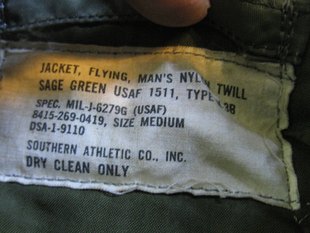 JACKET, FLYING, MAN'S NYLON TWILL
SAGE GREEN USAF 1511, TYPE
SPEC. MIL-J-6279G (USAF)
8415-269-0419, SIZE MEDIUM
DSA-1-9110
SOUTHERN ATHLETIC CO., INC.
DRY CLEAN ONLY